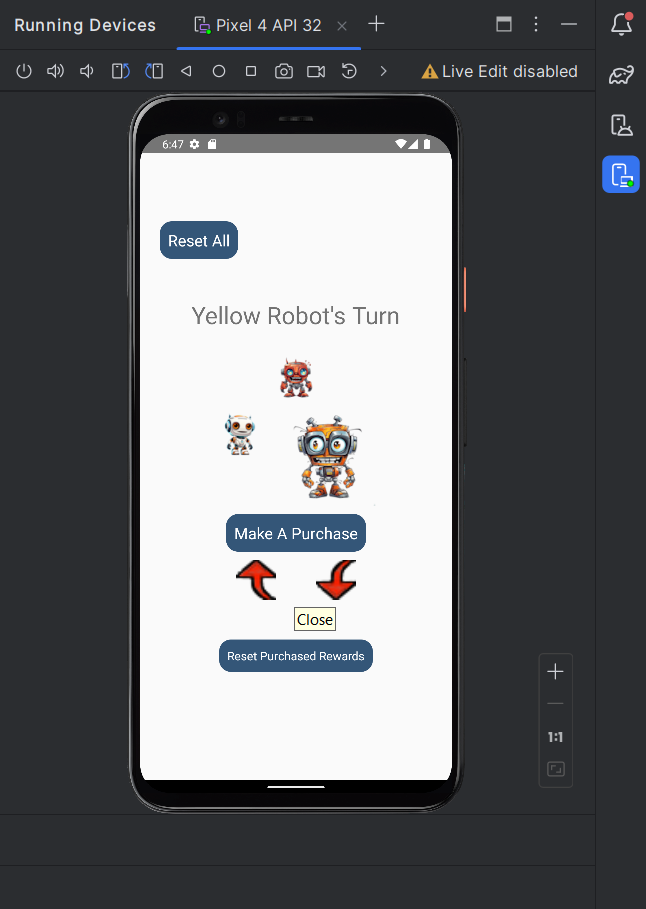 Running Devices
Pixel 4 API 32
Live Edit disabled
6:47
Reset All
Yellow Robot's Turn
Make A Purchase
Close
Reset Purchased Rewards
1:1